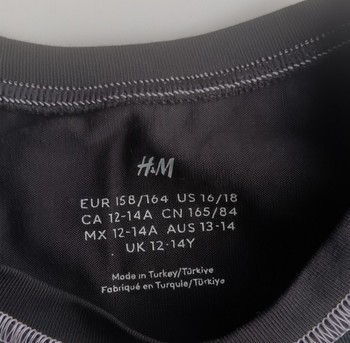 H&M
EUR 158/164 US 16/18
CA 12-14A CN 165/84
MX 12-14A AUS 13-14
UK 12-14Y
Made in Turkey/Türkiye
Fabriqué en Turquie/Türkiye